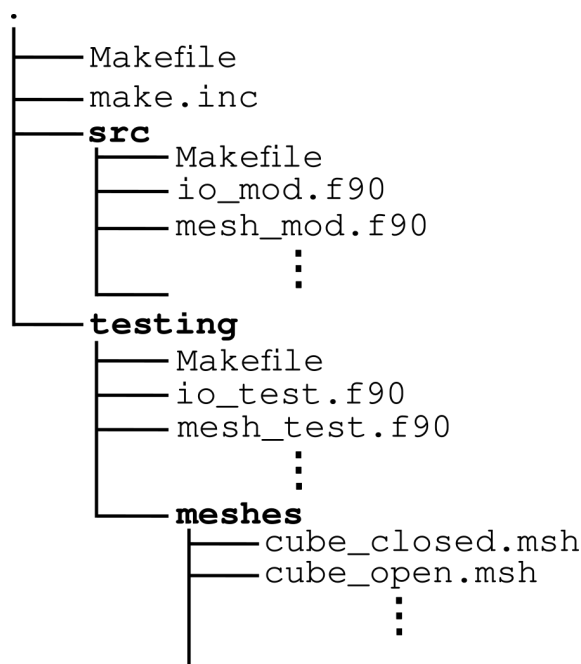 .
Makefile
make.inc
src
Makefile
io_mod.f90
mesh_mod.f90
⋮
testing
Makefile
io_test.f90
mesh_test.f90
⋮
meshes
cube_closed.msh
cube_open.msh
⋮